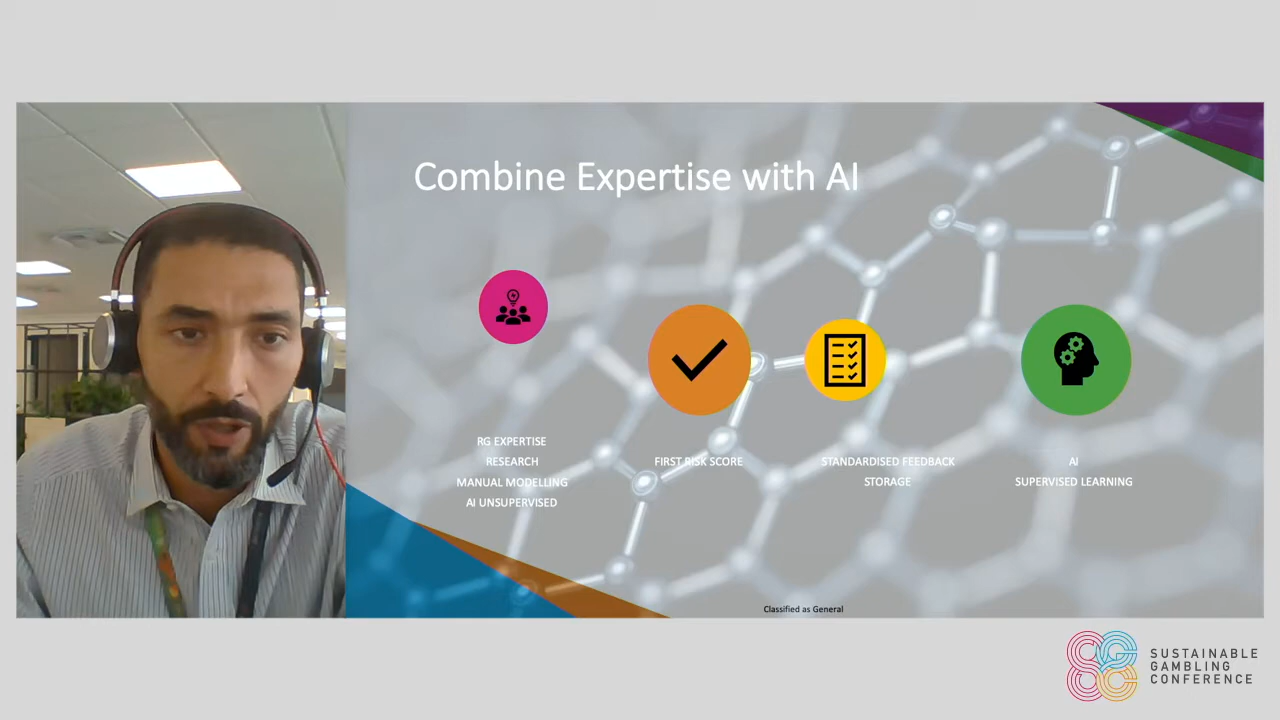 Combine Expertise with AI
RG EXPERTISE
RESEARCH
MANUAL MODELLING
AI UNSUPERVISED
FIRST RISK SCORE
STANDARDISED FEEDBACK
STORAGE
AI
SUPERVISED LEARNING
Classified as General
SUSTAINABLE
GAMBLING
CONFERENCE